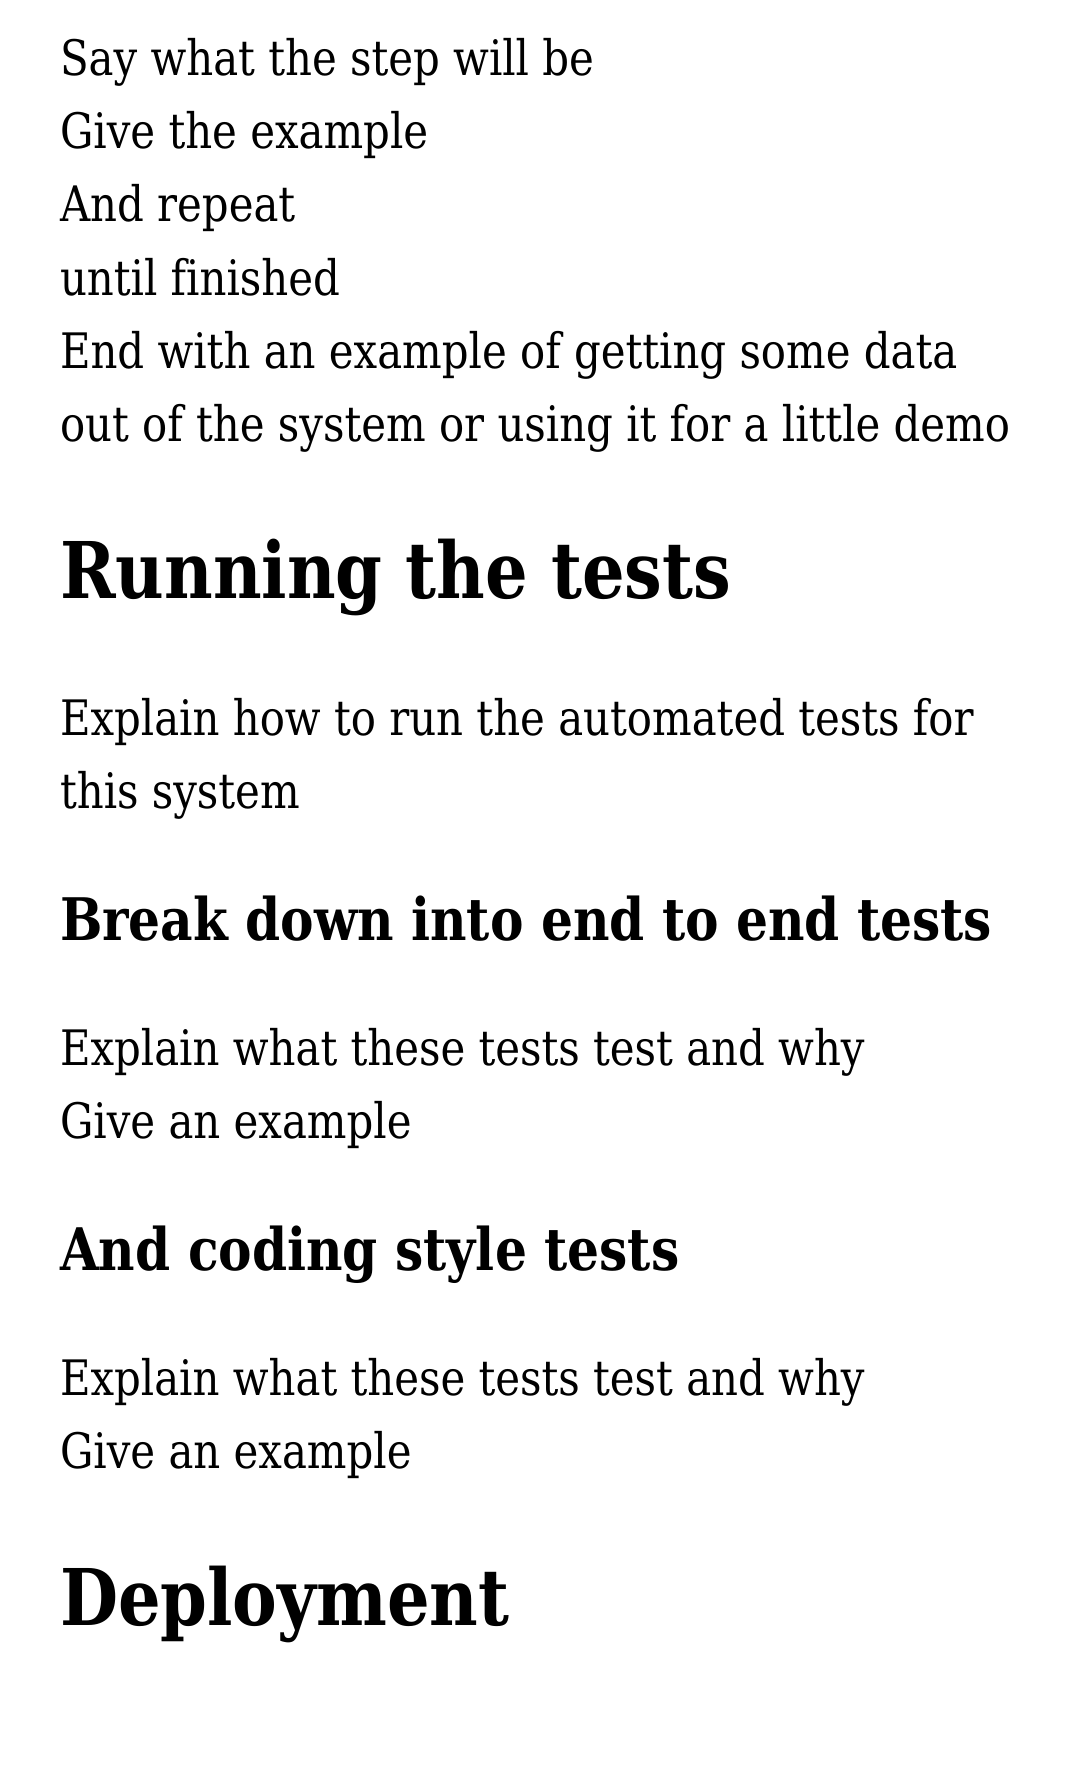 Say what the step will be
Give the example
And repeat
until finished
End with an example of getting some data
out of the system or using it for a little demo
Running the tests
Explain how to run the automated tests for
this system
Break down into end to end tests
Explain what these tests test and why
Give an example
And coding style tests
Explain what these tests test and why
Give an example
Deployment